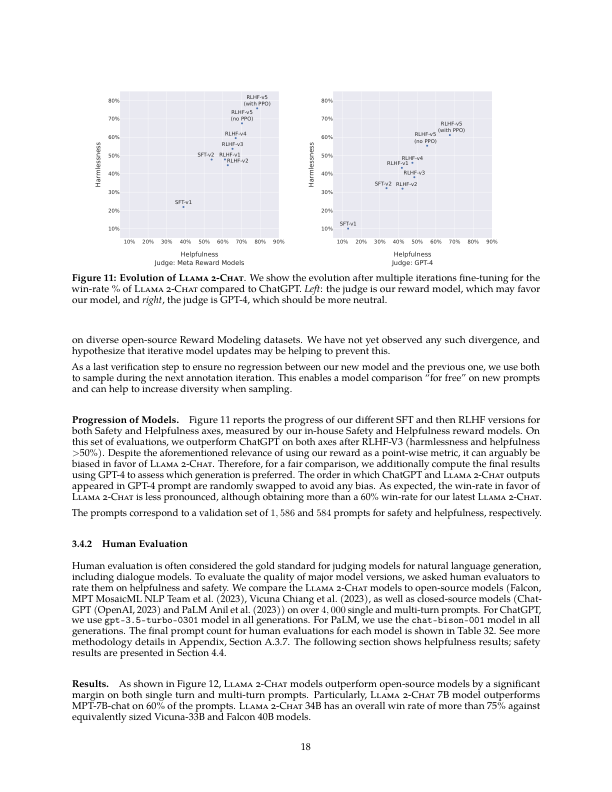 80%
70%
60%
50%
40%
30%
20%
10%
Harmlessness
RLHF-v5
(with PPO)
RLHF-v5
(no PPO)
RLHF-v4
RLHF-v3
SFT-v2
RLHF-v1
RLHF-v2
SFT-v1
10% 20% 30% 40% 50% 60% 70% 80% 90%
Helpfulness
Judge: Meta Reward Models
80%
70%
60%
50%
40%
30%
20%
10%
Harmlessness
RLHF-v5
(with PPO)
RLHF-v5
(no PPO)
RLHF-v4
RLHF-v1
RLHF-v3
SFT-v2
RLHF-v2
SFT-v1
10% 20% 30% 40% 50% 60% 70% 80% 90%
Helpfulness
Judge: GPT-4
Figure 11: Evolution of Llama 2-Chat. We show the evolution after multiple iterations fine-tuning for the
win-rate % of Llama 2-Chat compared to ChatGPT. Left: the judge is our reward model, which may favor
our model, and right, the judge is GPT-4, which should be more neutral.
on diverse open-source Reward Modeling datasets. We have not yet observed any such divergence, and
hypothesize that iterative model updates may be helping to prevent this.
As a last verification step to ensure no regression between our new model and the previous one, we use both
to sample during the next annotation iteration. This enables a model comparison “for free” on new prompts
and can help to increase diversity when sampling.
Progression of Models. Figure 11 reports the progress of our different SFT and then RLHF versions for
both Safety and Helpfulness axes, measured by our in-house Safety and Helpfulness reward models. On
this set of evaluations, we outperform ChatGPT on both axes after RLHF-V3 (harmlessness and helpfulness
>50%). Despite the aforementioned relevance of using our reward as a point-wise metric, it can arguably be
biased in favor of Llama 2-Chat. Therefore, for a fair comparison, we additionally compute the final results
using GPT-4 to assess which generation is preferred. The order in which ChatGPT and Llama 2-Chat outputs
appeared in GPT-4 prompt are randomly swapped to avoid any bias. As expected, the win-rate in favor of
Llama 2-Chat is less pronounced, although obtaining more than a 60% win-rate for our latest Llama 2-Chat.
The prompts correspond to a validation set of 1, 586 and 584 prompts for safety and helpfulness, respectively.
3.4.2 Human Evaluation
Human evaluation is often considered the gold standard for judging models for natural language generation,
including dialogue models. To evaluate the quality of major model versions, we asked human evaluators to
rate them on helpfulness and safety. We compare the Llama 2-Chat models to open-source models (Falcon,
MPT MosaicML NLP Team et al. (2023), Vicuna Chiang et al. (2023), as well as closed-source models (Chat-
GPT (OpenAI, 2023) and PaLM Anil et al. (2023)) on over 4, 000 single and multi-turn prompts. For ChatGPT,
we use gpt-3.5-turbo-0301 model in all generations. For PaLM, we use the chat-bison-001 model in all
generations. The final prompt count for human evaluations for each model is shown in Table 32. See more
methodology details in Appendix, Section A.3.7. The following section shows helpfulness results; safety
results are presented in Section 4.4.
Results. As shown in Figure 12, Llama 2-Chat models outperform open-source models by a significant
margin on both single turn and multi-turn prompts. Particularly, Llama 2-Chat 7B model outperforms
MPT-7B-chat on 60% of the prompts. Llama 2-Chat 34B has an overall win rate of more than 75% against
equivalently sized Vicuna-33B and Falcon 40B models.
18